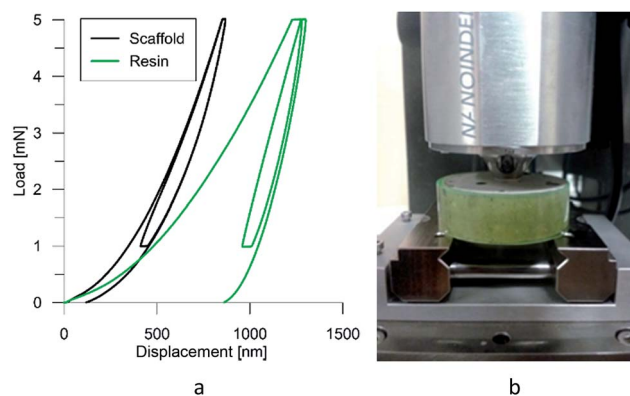 Scaffold
Resin
5
4
3
2
1
0
Load [mN]
0 500 1000 1500
Displacement [nm]
a
NANOINDE
b